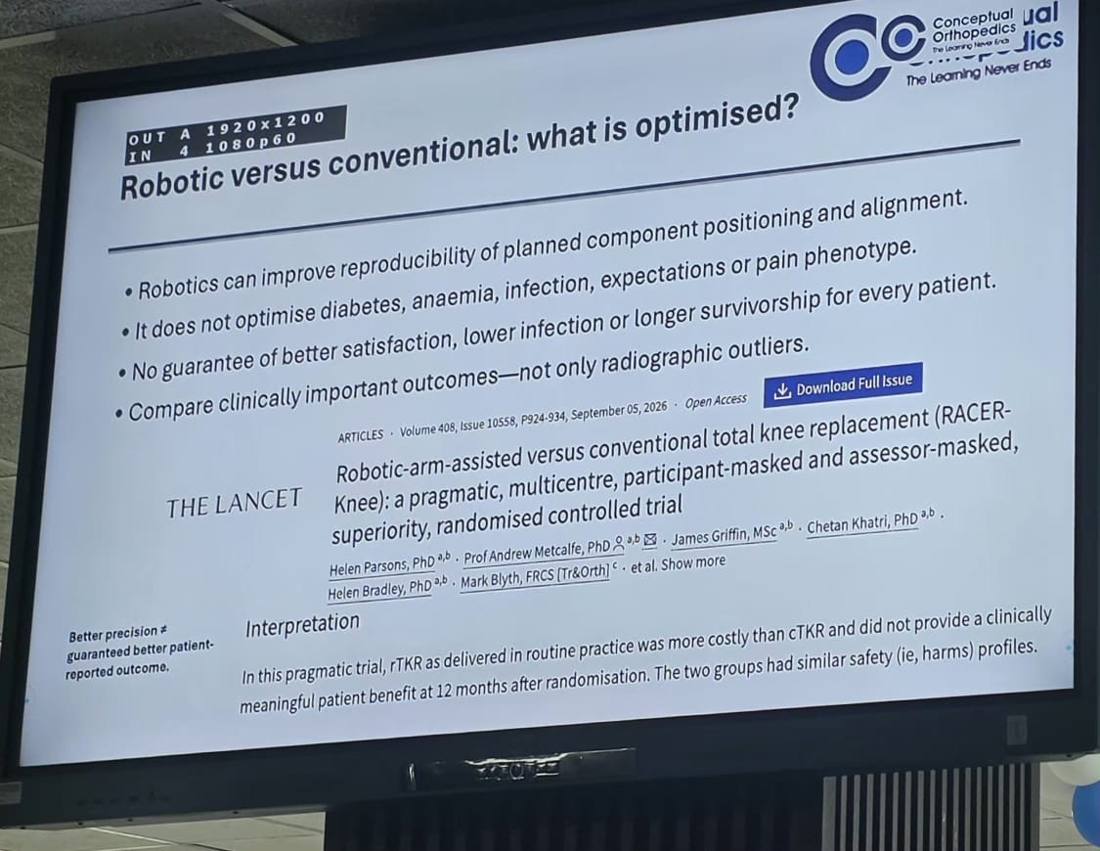 Conceptual
Orthopedics
The Learning Never Ends
ual
dics
The Learning Never Ends
OUT A 1920x1200
IN 4 1080p60
Robotic versus conventional: what is optimised?
• Robotics can improve reproducibility of planned component positioning and alignment.
• It does not optimise diabetes, anaemia, infection, expectations or pain phenotype.
• No guarantee of better satisfaction, lower infection or longer survivorship for every patient.
• Compare clinically important outcomes—not only radiographic outliers.
Download Full Issue
ARTICLES · Volume 408, Issue 10558, P924-934, September 05, 2026 · Open Access
THE LANCET
Robotic-arm-assisted versus conventional total knee replacement (RACER-
Knee): a pragmatic, multicentre, participant-masked and assessor-masked,
superiority, randomised controlled trial
Helen Parsons, PhD a,b · Prof Andrew Metcalfe, PhD a,b · James Griffin, MSc a,b · Chetan Khatri, PhD a,b ·
Helen Bradley, PhD a,b · Mark Blyth, FRCS [Tr&Orth] c · et al. Show more
Better precision ≠
guaranteed better patient-
reported outcome.
Interpretation
In this pragmatic trial, rTKR as delivered in routine practice was more costly than cTKR and did not provide a clinically
meaningful patient benefit at 12 months after randomisation. The two groups had similar safety (ie, harms) profiles.